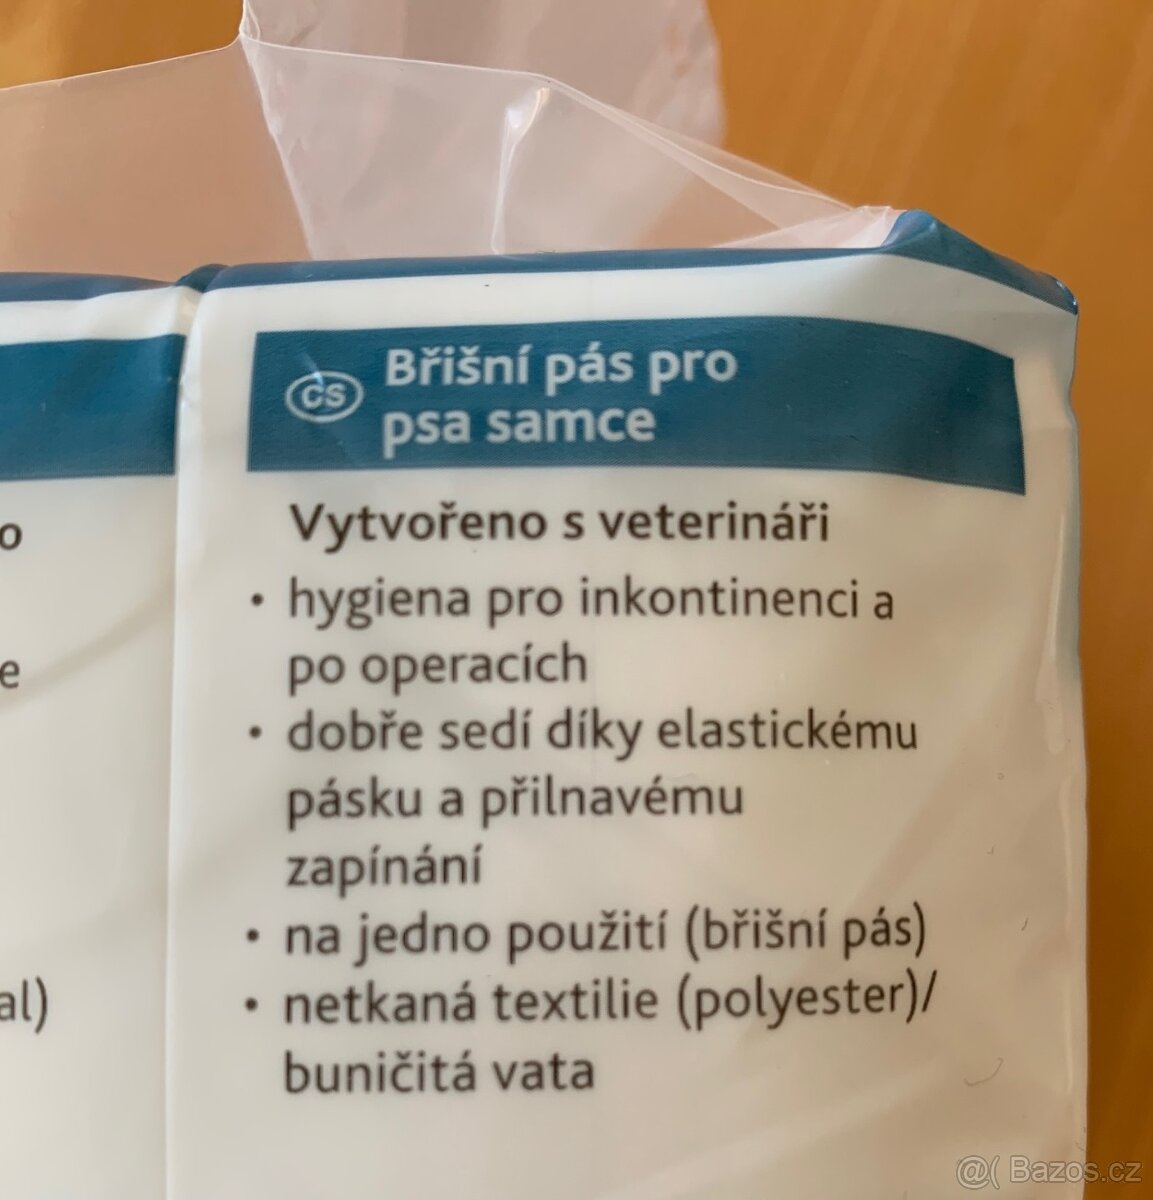 CS
Břišní pás pro
psa samce
Vytvořeno s veterináři
• hygiena pro inkontinenci a
po operacích
• dobře sedí díky elastickému
pásku a přilnavému
zapínání
• na jedno použití (břišní pás)
• netkaná textilie (polyester)/
buničitá vata
o
e
al)
@( Bazos.cz